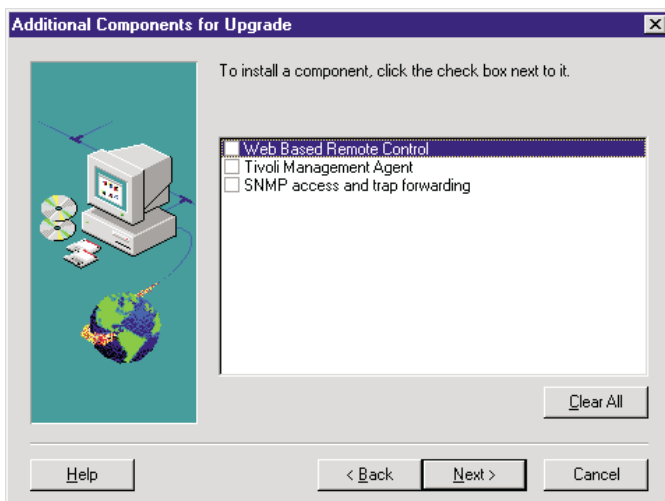 Additional Components for Upgrade
To install a component, click the check box next to it.
Web Based Remote Control
Tivoli Management Agent
SNMP access and trap forwarding
Clear All
Help
< Back
Next >
Cancel